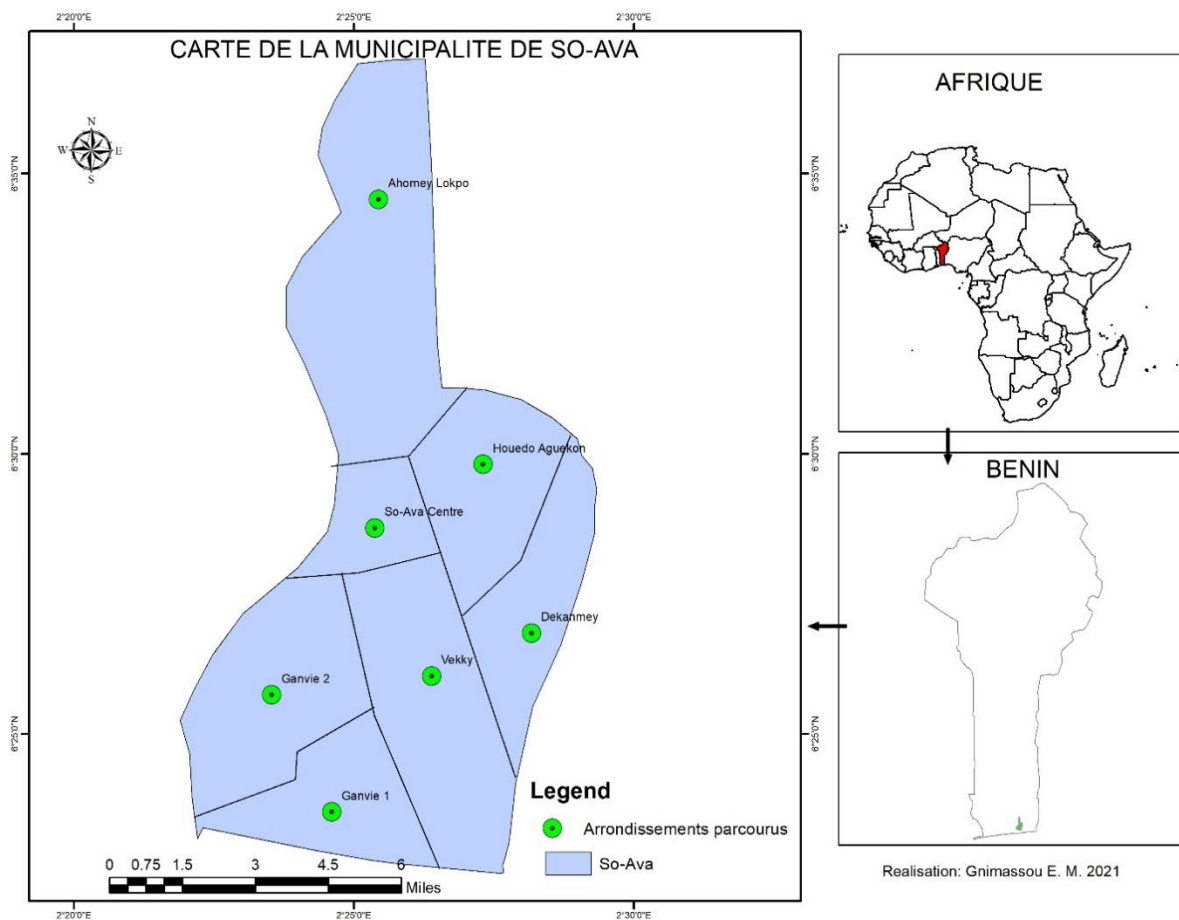 2°20'0"E
2°25'0"E
2°30'0"E
CARTE DE LA MUNICIPALITE DE SO-AVA
N
W
E
S
6°35'0"N
6°35'0"N
Ahomey Lokpo
6°30'0"N
6°30'0"N
Houedo Aguekon
So-Ava Centre
Dekanmey
Vekky
Ganvie 2
6°25'0"N
6°25'0"N
Ganvie 1
Legend
Arrondissements parcourus
So-Ava
0 0.75 1.5 3 4.5 6
Miles
2°20'0"E
2°25'0"E
2°30'0"E
AFRIQUE
BENIN
Realisation: Gnimassou E. M. 2021